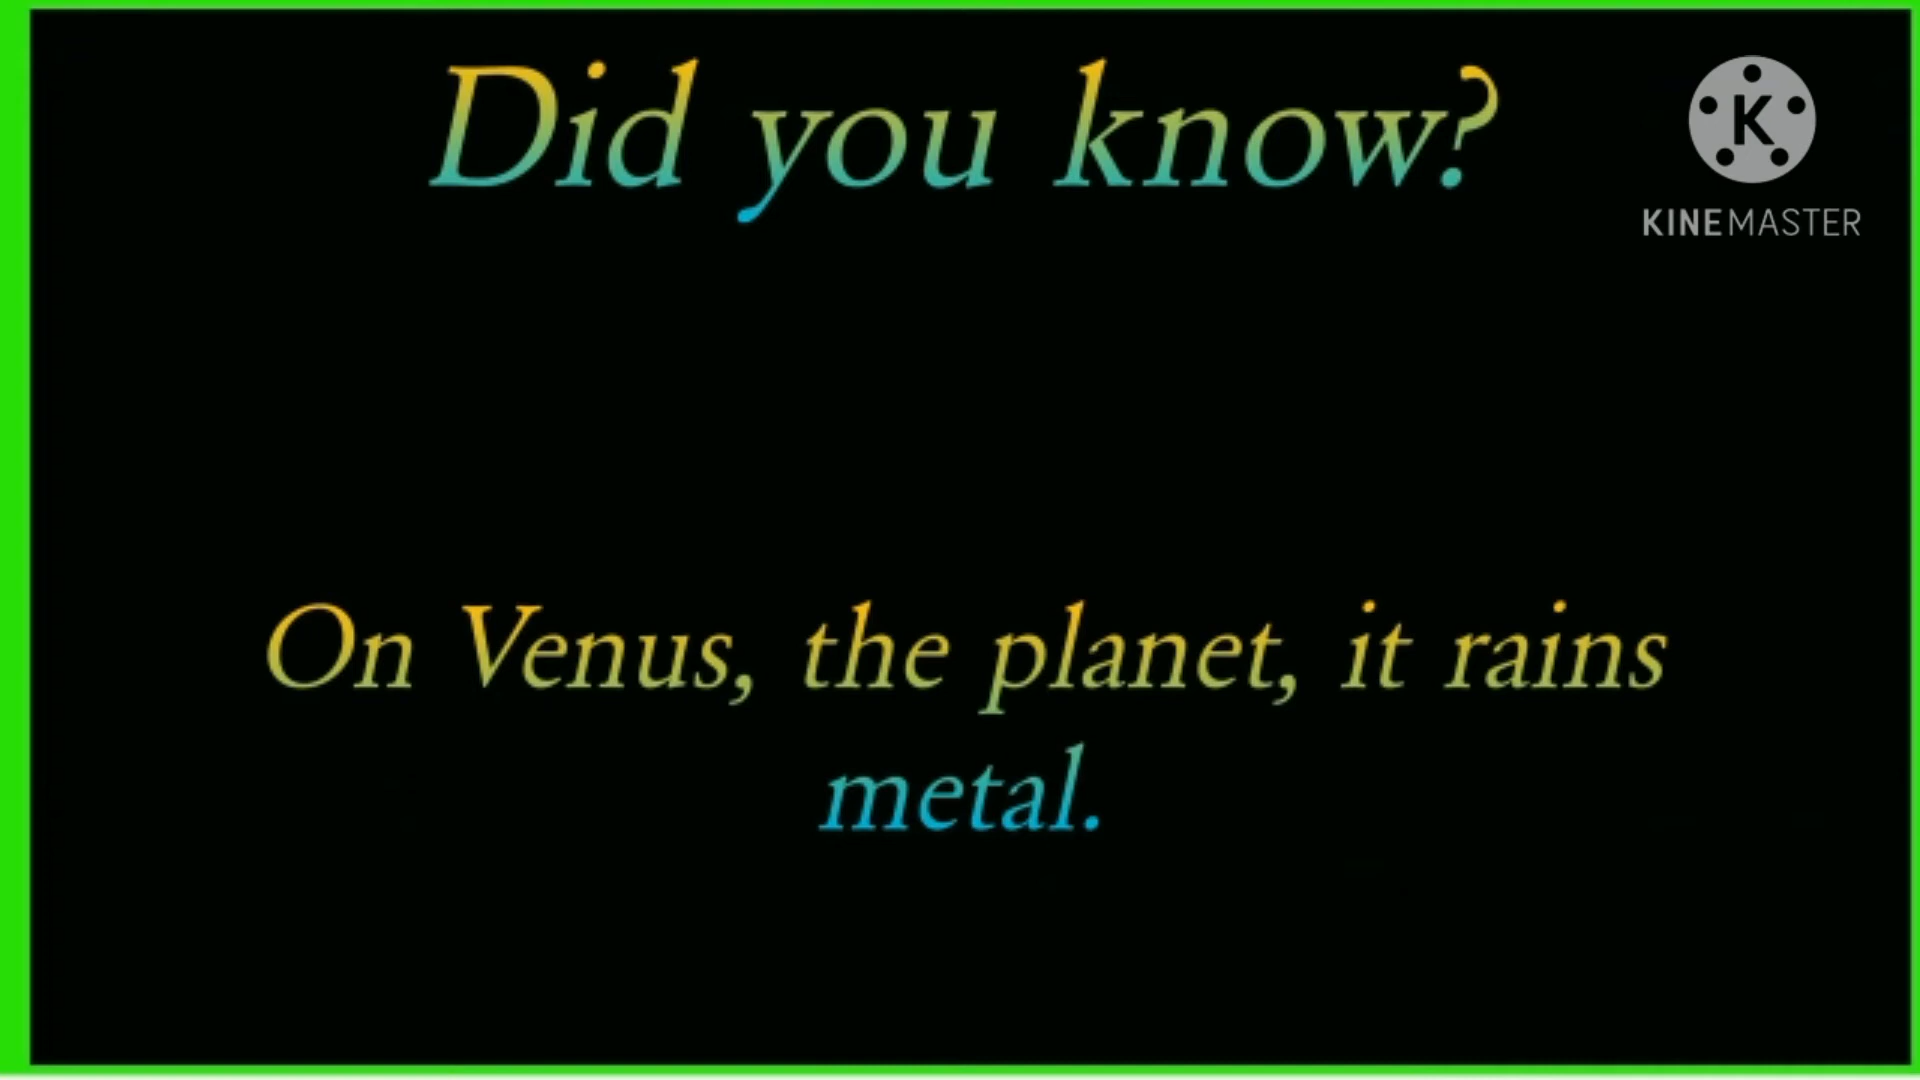 Did you know?
K
KINEMASTER
On Venus, the planet, it rains
metal.